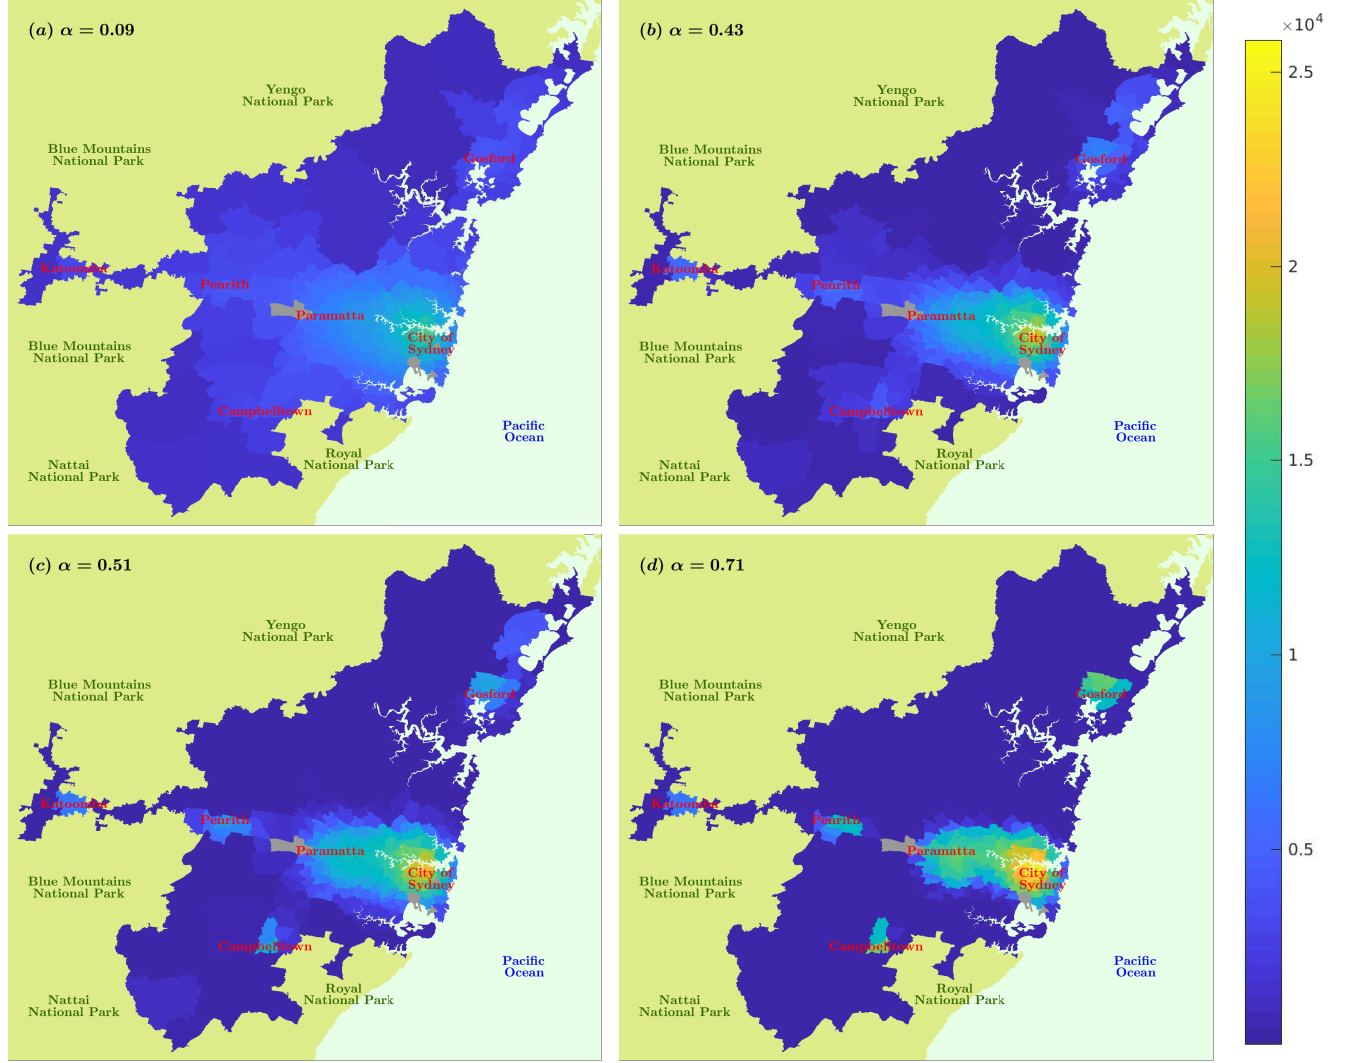 (a) α = 0.09
Yengo
National Park
Blue Mountains
National Park
Gosford
Katoomba
Penrith
Paramatta
City of
Sydney
Blue Mountains
National Park
Campbelltown
Pacific
Ocean
Royal
National Park
Nattai
National Park
(b) α = 0.43
Yengo
National Park
Blue Mountains
National Park
Gosford
Katoomba
Penrith
Paramatta
City of
Sydney
Blue Mountains
National Park
Campbelltown
Pacific
Ocean
Royal
National Park
Nattai
National Park
(c) α = 0.51
Yengo
National Park
Blue Mountains
National Park
Gosford
Katoomba
Penrith
Paramatta
City of
Sydney
Blue Mountains
National Park
Campbelltown
Pacific
Ocean
Royal
National Park
Nattai
National Park
(d) α = 0.71
Yengo
National Park
Blue Mountains
National Park
Gosford
Katoomba
Penrith
Paramatta
City of
Sydney
Blue Mountains
National Park
Campbelltown
Pacific
Ocean
Royal
National Park
Nattai
National Park
×10⁴
2.5
2
1.5
1
0.5